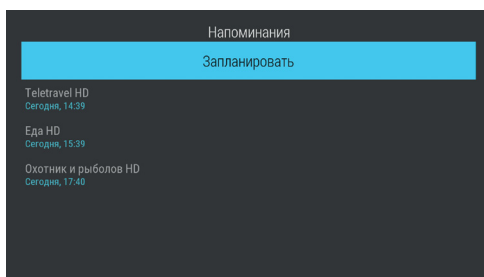 Напоминания
Запланировать
Teletravel HD
Сегодня, 14:39
Еда HD
Сегодня, 15:39
Охотник и рыболов HD
Сегодня, 17:40